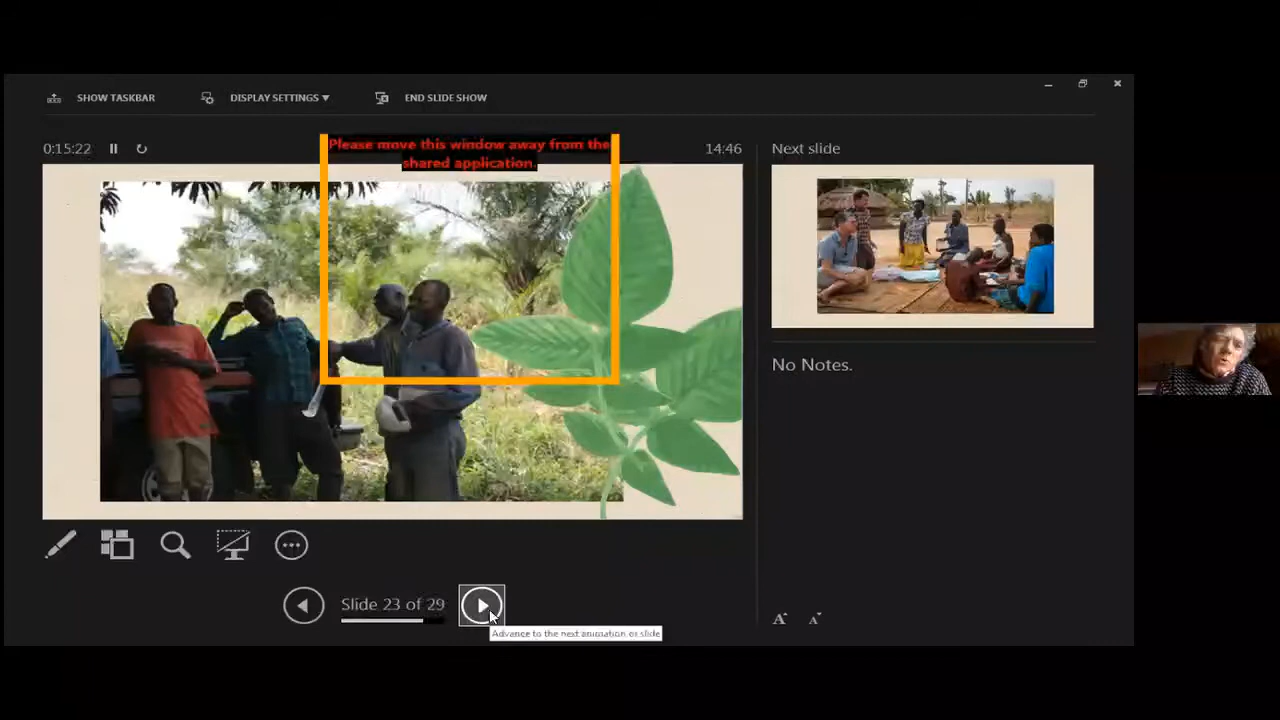 SHOW TASKBAR
DISPLAY SETTINGS ▼
END SLIDE SHOW
0:15:22
Please move this window away from the
shared application.
14:46
Next slide
No Notes.
Slide 23 of 29
Advance to the next animation or slide
A A